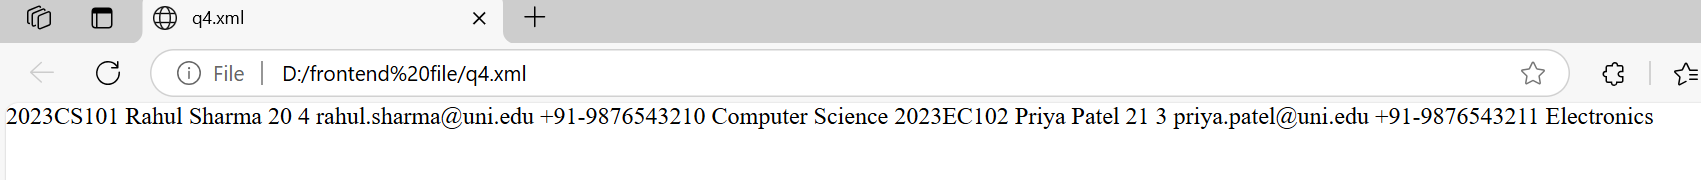 q4.xml
File D:/frontend%20file/q4.xml
2023CS101 Rahul Sharma 20 4 rahul.sharma@uni.edu +91-9876543210 Computer Science 2023EC102 Priya Patel 21 3 priya.patel@uni.edu +91-9876543211 Electronics